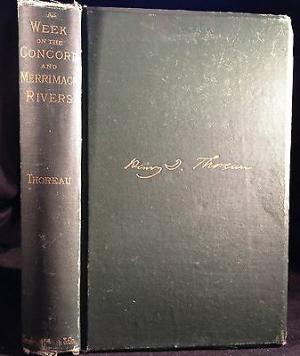 A
WEEK
ON THE
CONCORD
AND
MERRIMACK
RIVERS
THOREAU
Henry D. Thoreau